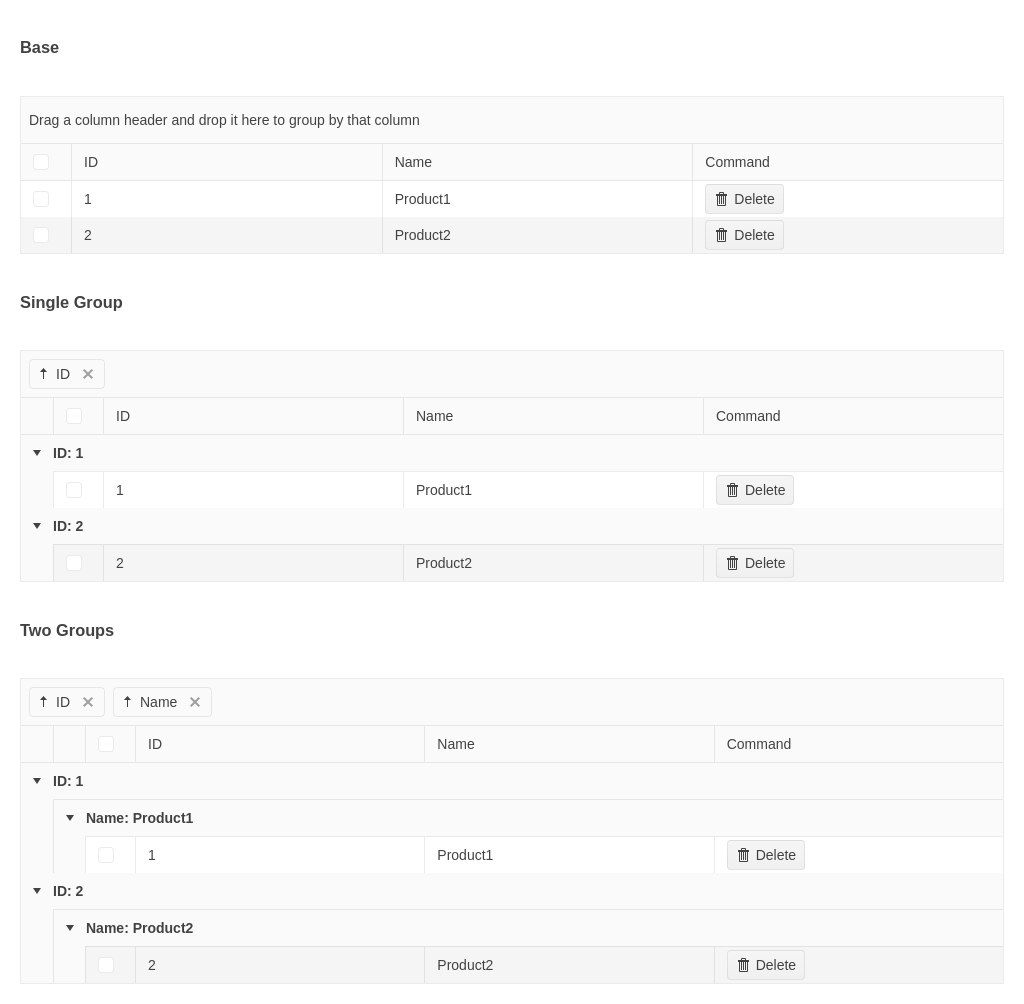 Base
Drag a column header and drop it here to group by that column
ID Name Command
1 Product1 Delete
2 Product2 Delete
Single Group
ID
ID Name Command
ID: 1
1 Product1 Delete
ID: 2
2 Product2 Delete
Two Groups
ID Name
ID Name Command
ID: 1
Name: Product1
1 Product1 Delete
ID: 2
Name: Product2
2 Product2 Delete